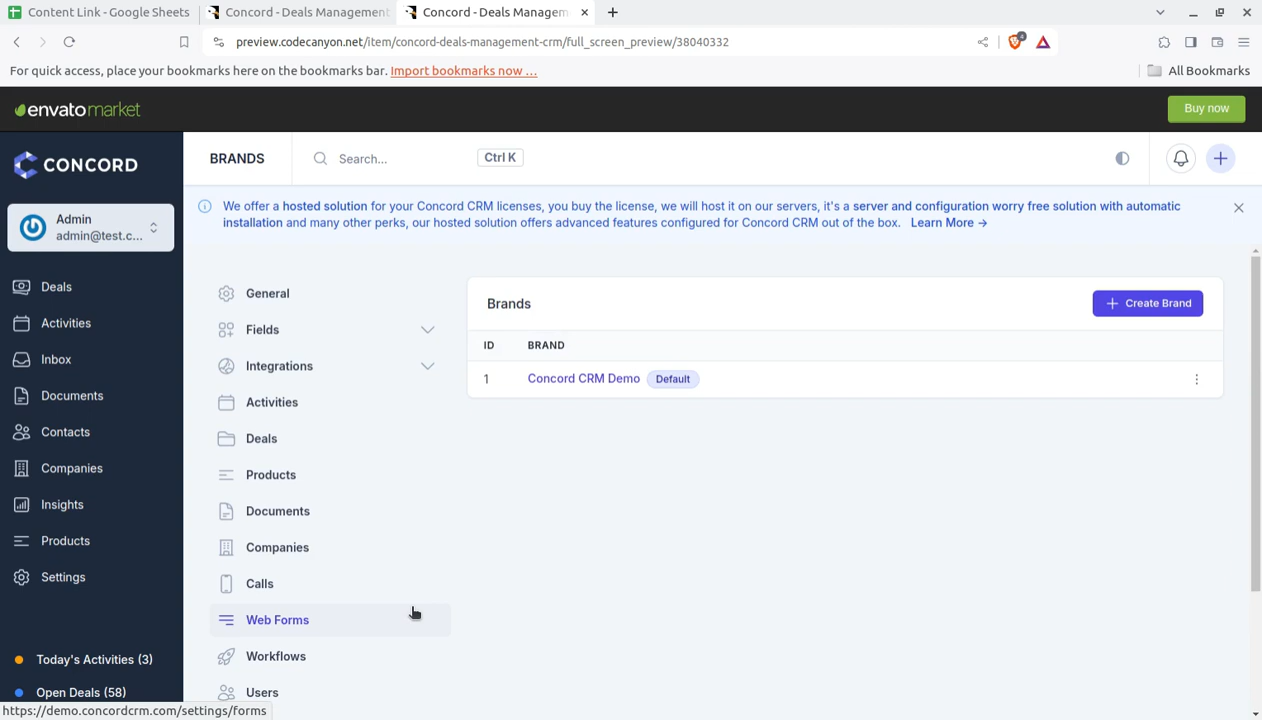 Content Link - Google Sheets
Concord - Deals Management
Concord - Deals Managem
preview.codecanyon.net/item/concord-deals-management-crm/full_screen_preview/38040332
4
For quick access, place your bookmarks here on the bookmarks bar. Import bookmarks now ...
All Bookmarks
envatomarket
Buy now
CONCORD
BRANDS
Search...
Ctrl K
Admin
admin@test.c...
We offer a hosted solution for your Concord CRM licenses, you buy the license, we will host it on our servers, it's a server and configuration worry free solution with automatic
installation and many other perks, our hosted solution offers advanced features configured for Concord CRM out of the box. Learn More →
Deals
Activities
Inbox
Documents
Contacts
Companies
Insights
Products
Settings
Today's Activities (3)
Open Deals (58)
General
Fields
Integrations
Activities
Deals
Products
Documents
Companies
Calls
Web Forms
Workflows
Users
Brands
+ Create Brand
ID BRAND
1 Concord CRM Demo Default
https://demo.concordcrm.com/settings/forms